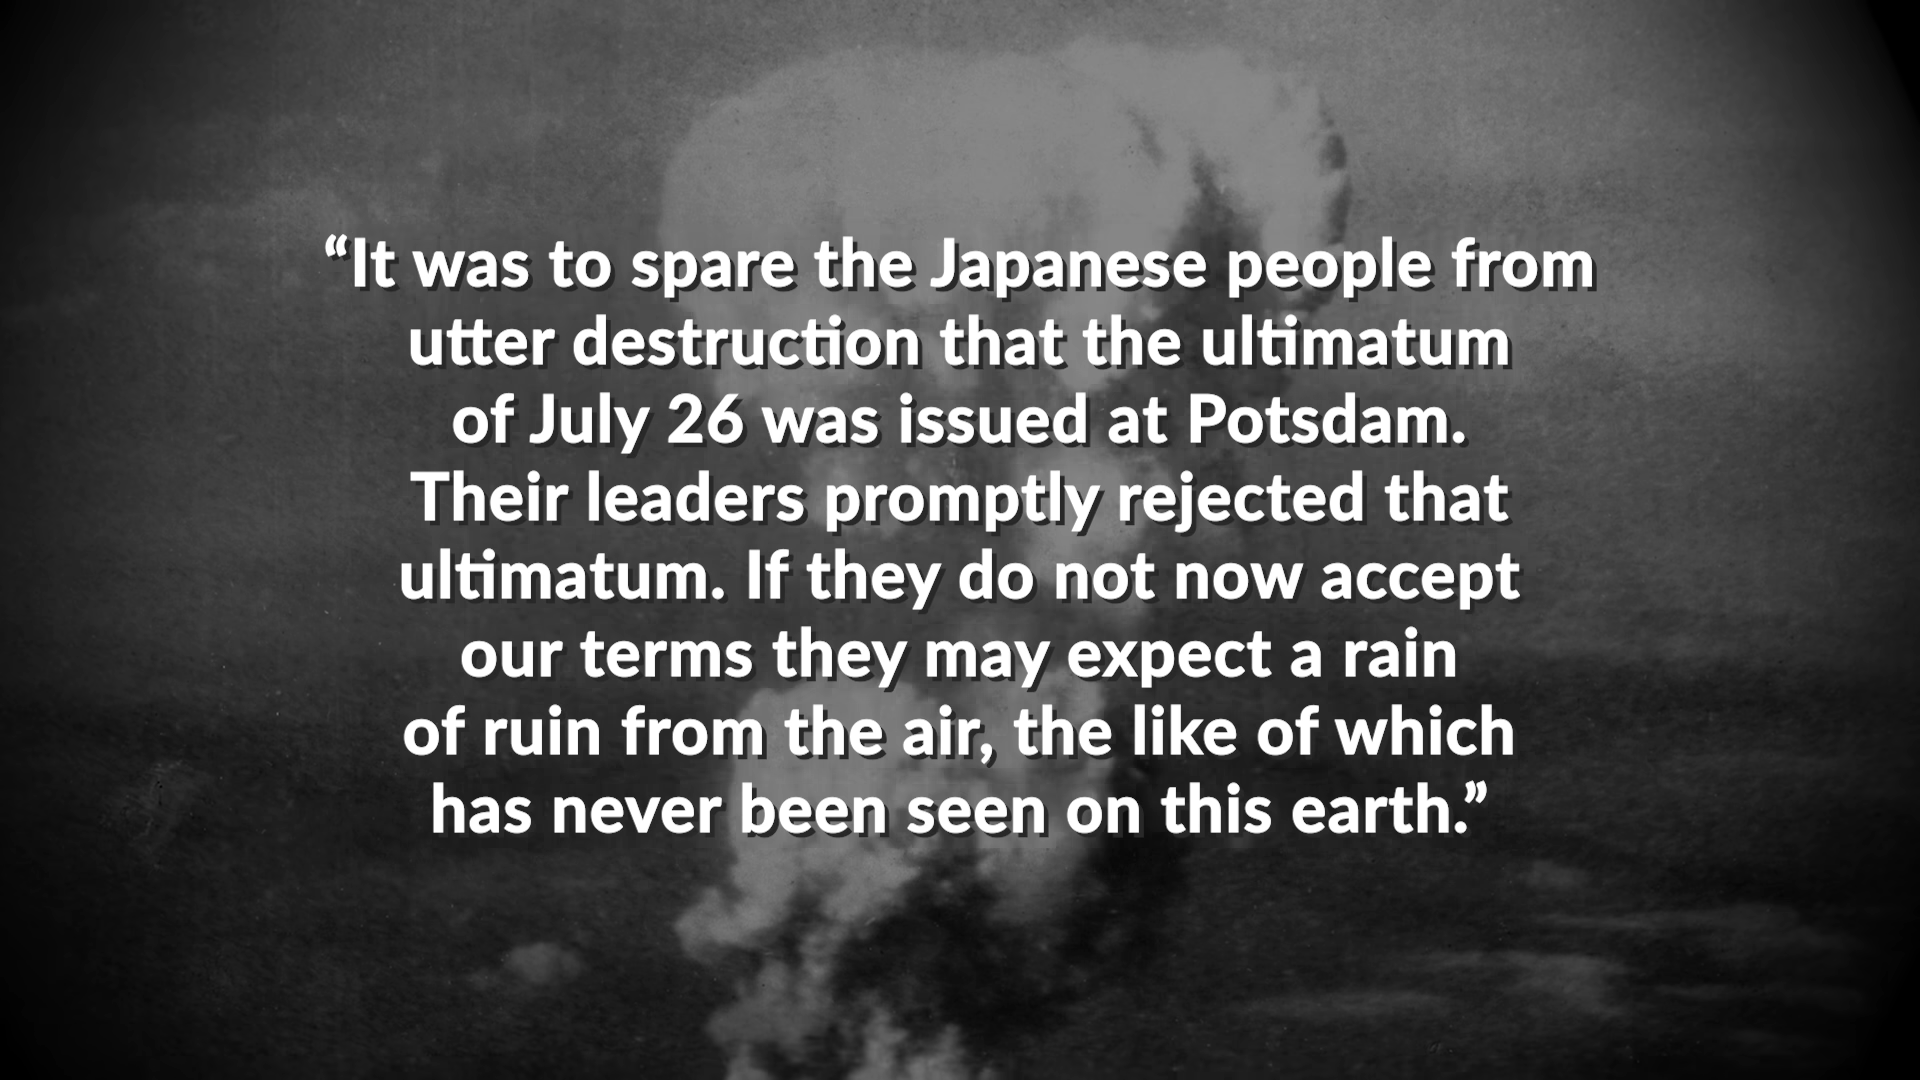 “It was to spare the Japanese people from
utter destruction that the ultimatum
of July 26 was issued at Potsdam.
Their leaders promptly rejected that
ultimatum. If they do not now accept
our terms they may expect a rain
of ruin from the air, the like of which
has never been seen on this earth.”